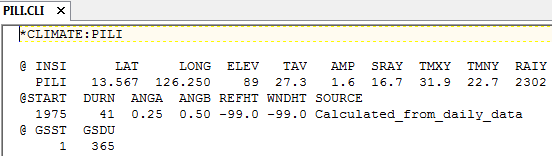 PILI.CLI
*CLIMATE:PILI
@ INSI LAT LONG ELEV TAV AMP SRAY TMXY TMNY RAIY
PILI 13.567 126.250 89 27.3 1.6 16.7 31.9 22.7 2302
@START DURN ANGA ANGB REFHT WNDHT SOURCE
1975 41 0.25 0.50 -99.0 -99.0 Calculated_from_daily_data
@ GSST GSDU
1 365